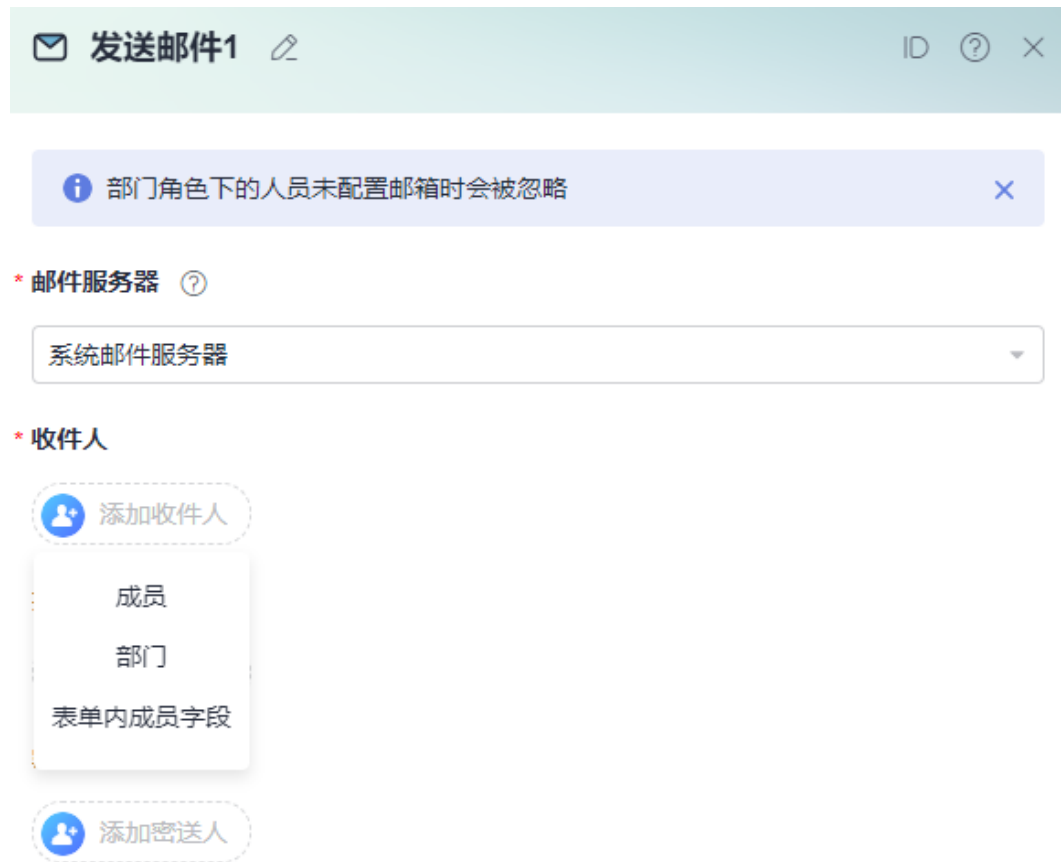 发送邮件1
ID
部门角色下的人员未配置邮箱时会被忽略
* 邮件服务器
系统邮件服务器
* 收件人
添加收件人
成员
部门
表单内成员字段
添加密送人